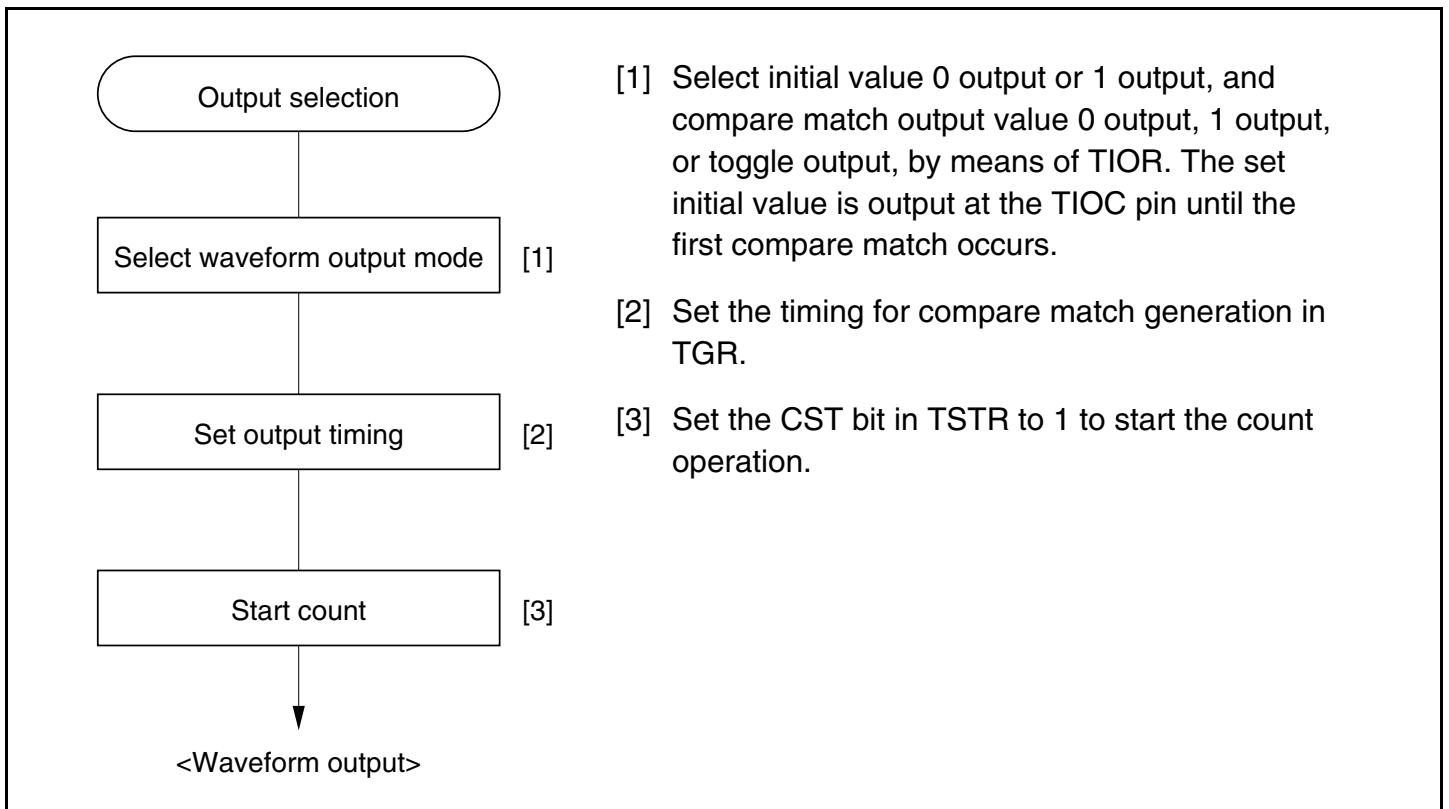 Output selection
Select waveform output mode [1]
Set output timing [2]
Start count [3]
<Waveform output>
[1] Select initial value 0 output or 1 output, and
compare match output value 0 output, 1 output,
or toggle output, by means of TIOR. The set
initial value is output at the TIOC pin until the
first compare match occurs.
[2] Set the timing for compare match generation in
TGR.
[3] Set the CST bit in TSTR to 1 to start the count
operation.